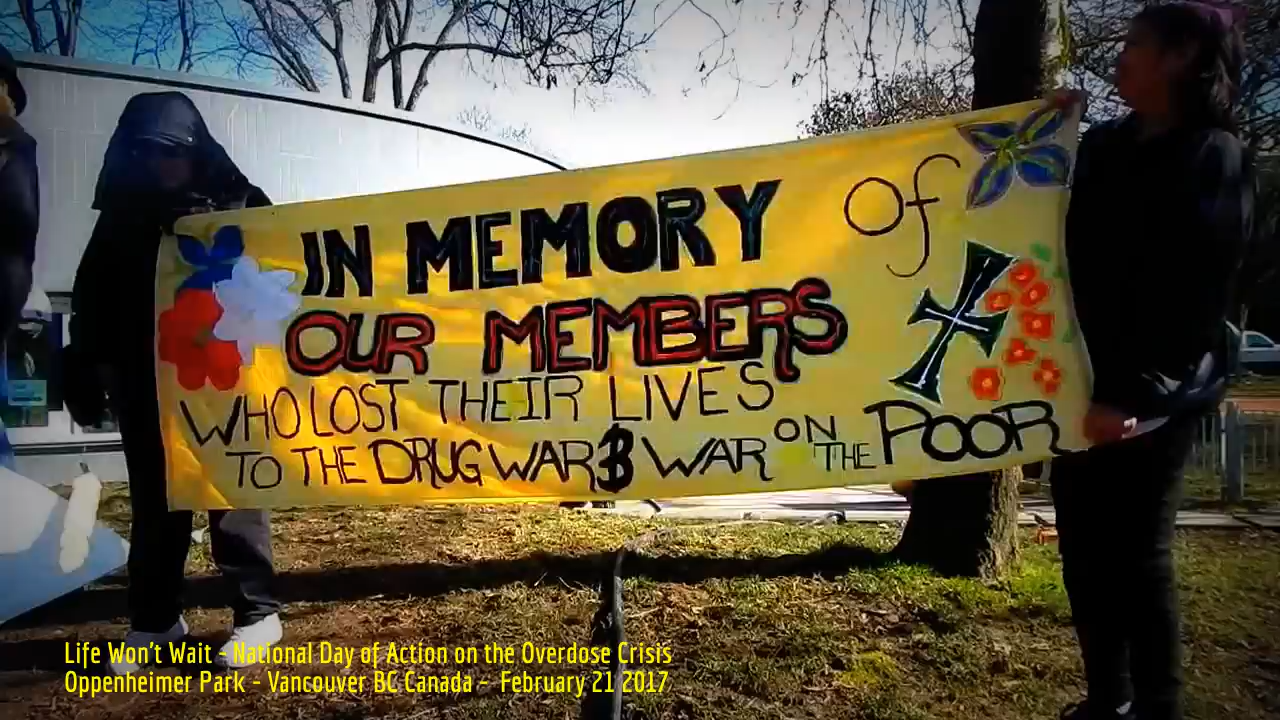 IN MEMORY of
OUR MEMBERS
WHO LOST THEIR LIVES
TO THE DRUG WAR & WAR ON THE POOR
Life Won't Wait - National Day of Action on the Overdose Crisis
Oppenheimer Park - Vancouver BC Canada - February 21 2017